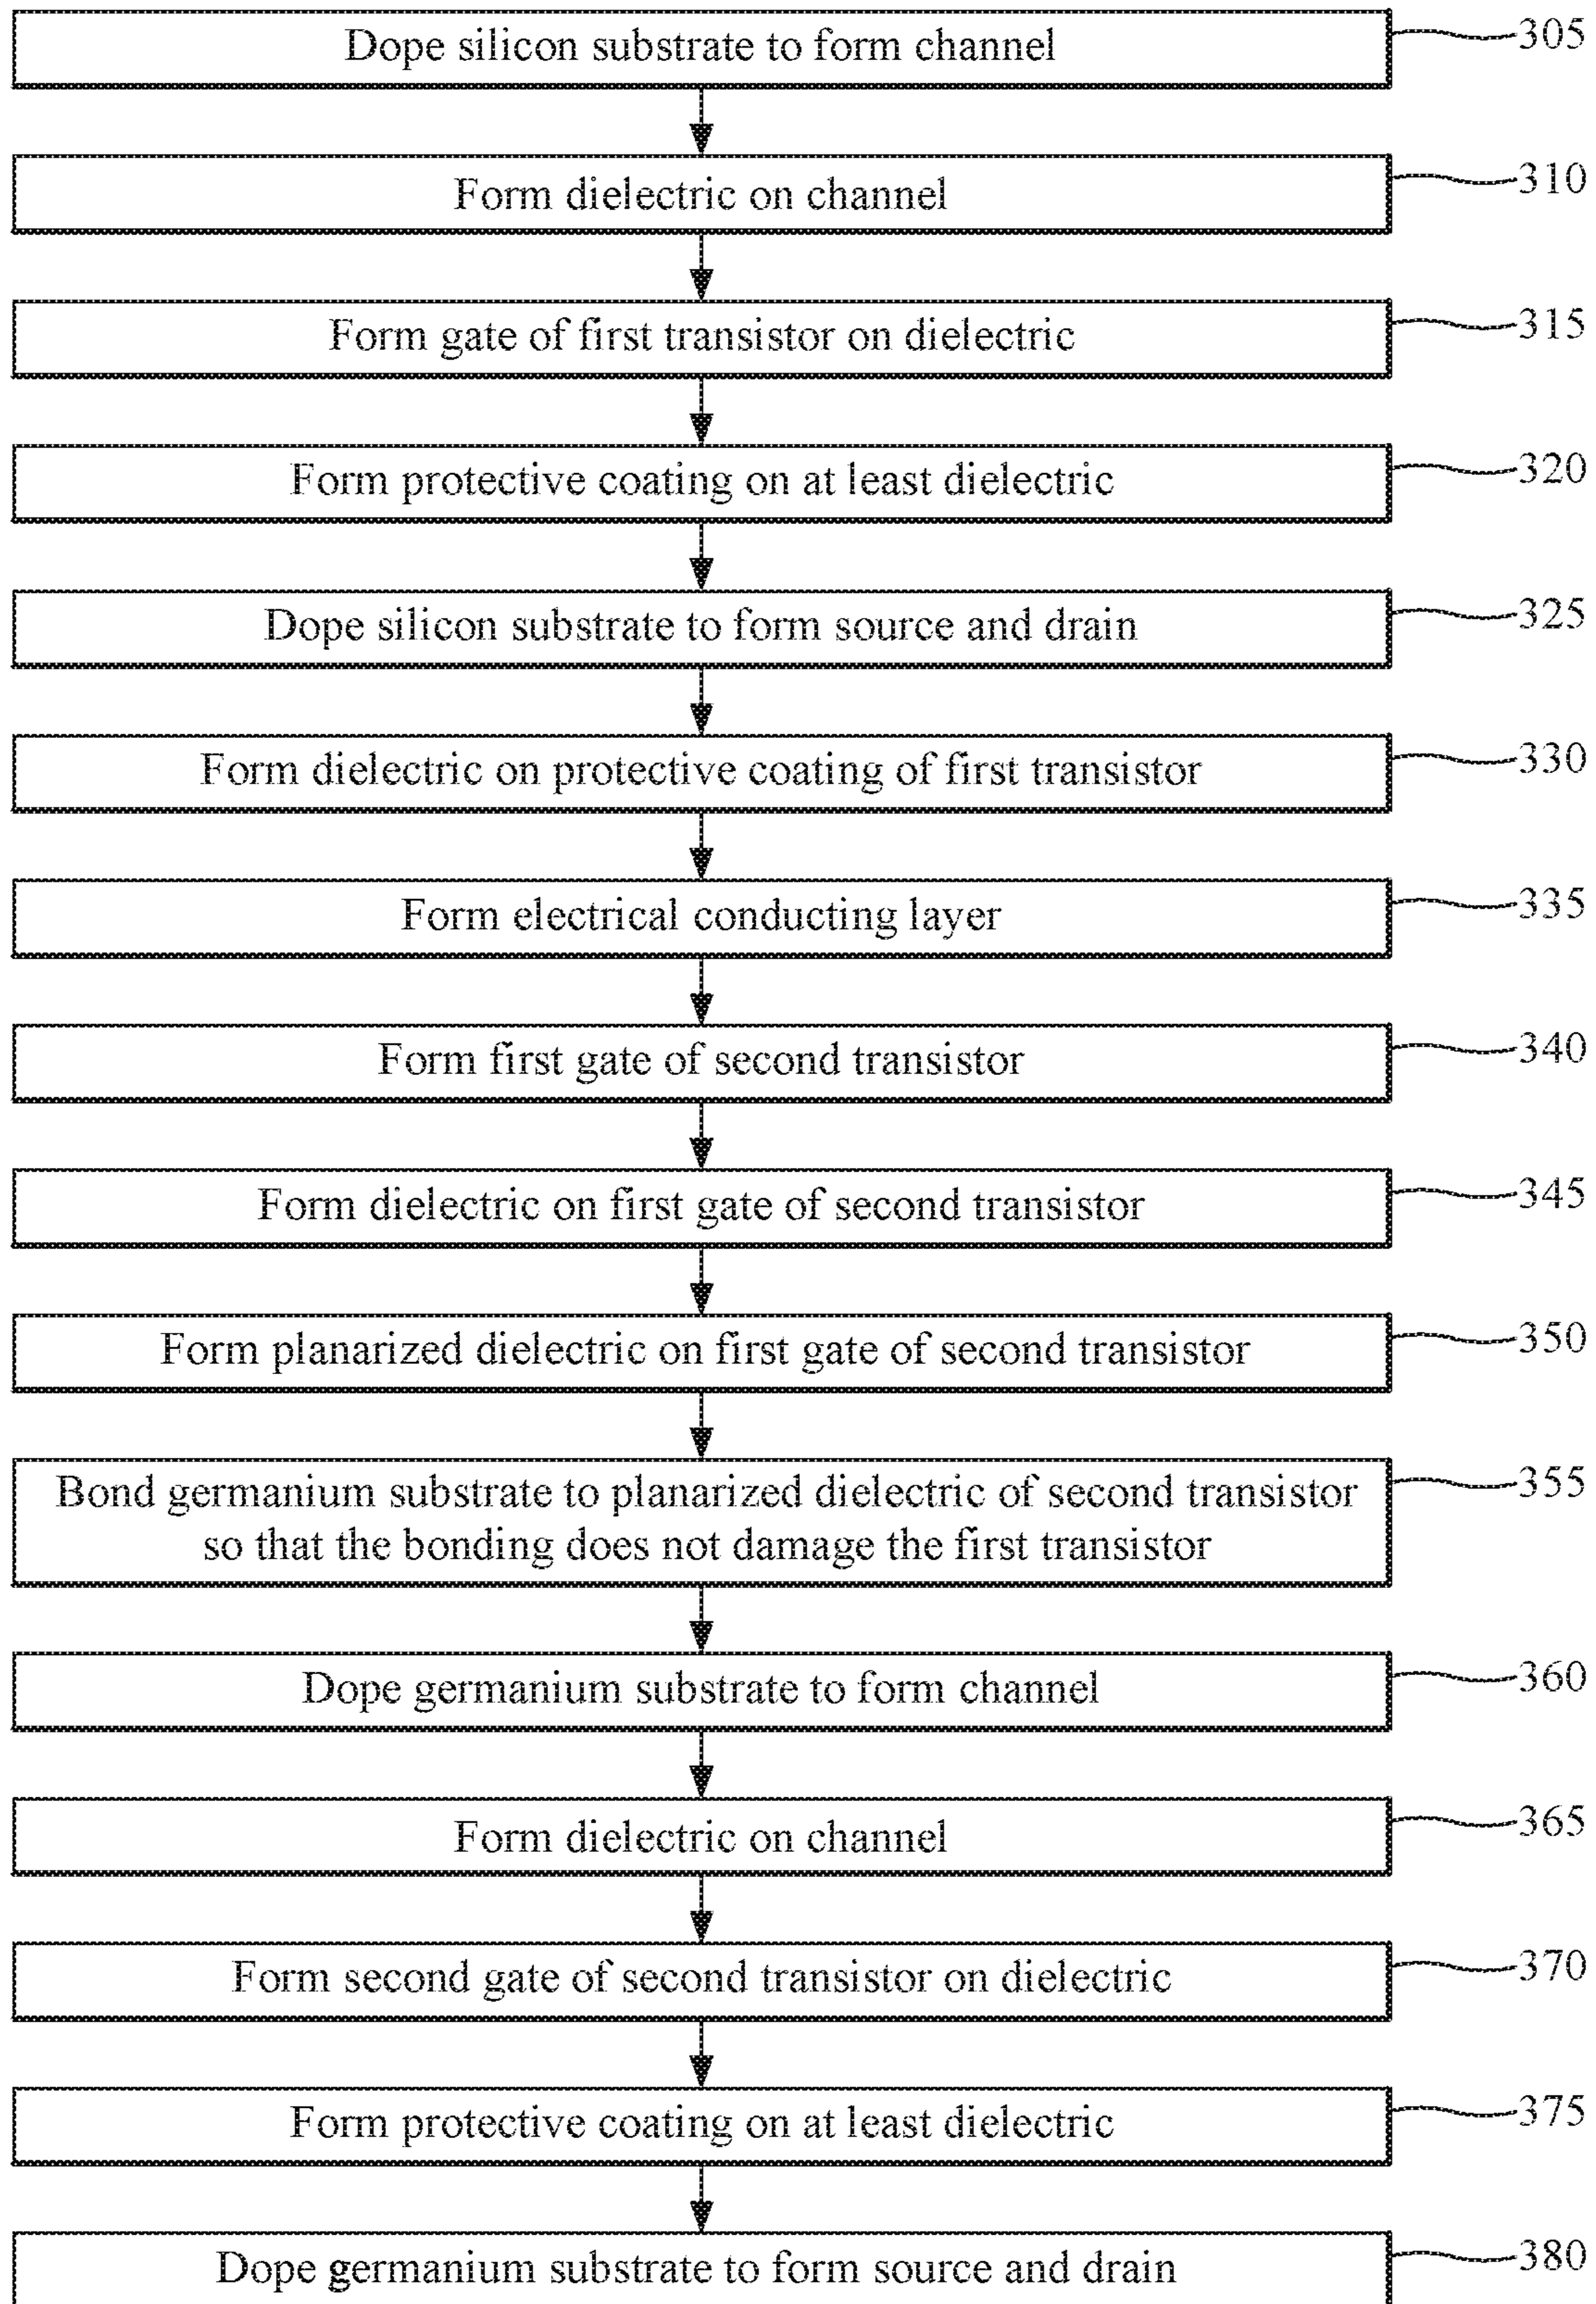 Dope silicon substrate to form channel
305
Form dielectric on channel
310
Form gate of first transistor on dielectric
315
Form protective coating on at least dielectric
320
Dope silicon substrate to form source and drain
325
Form dielectric on protective coating of first transistor
330
Form electrical conducting layer
335
Form first gate of second transistor
340
Form dielectric on first gate of second transistor
345
Form planarized dielectric on first gate of second transistor
350
Bond germanium substrate to planarized dielectric of second transistor
so that the bonding does not damage the first transistor
355
Dope germanium substrate to form channel
360
Form dielectric on channel
365
Form second gate of second transistor on dielectric
370
Form protective coating on at least dielectric
375
Dope germanium substrate to form source and drain
380